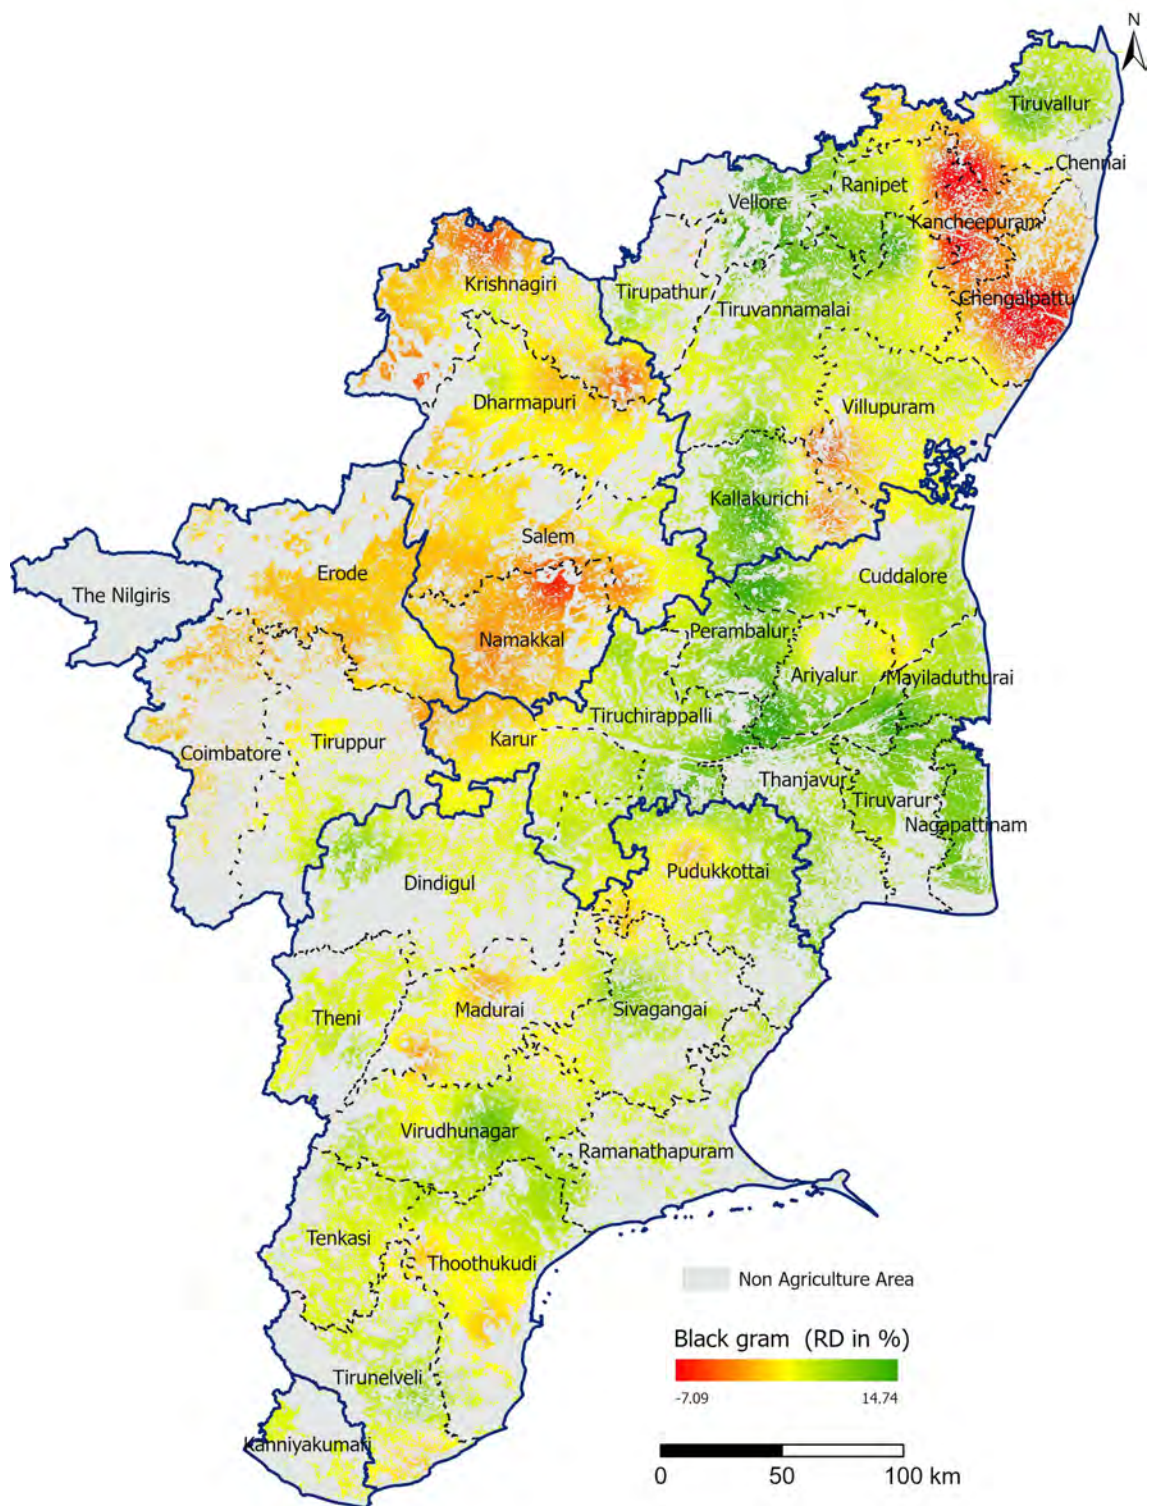 N
Tiruvallur
Chennai
Ranipet
Vellore
Kancheepuram
Krishnagiri
Tirupathur
Chengalpattu
Tiruvannamalai
Dharmapuri
Villupuram
Kallakurichi
Salem
Erode
Cuddalore
The Nilgiris
Namakkal
Perambalur
Ariyalur
Mayiladuthurai
Tiruchirappalli
Karur
Tiruppur
Coimbatore
Thanjavur
Tiruvarur
Nagapattinam
Pudukkottai
Dindigul
Madurai
Sivagangai
Theni
Virudhunagar
Ramanathapuram
Tenkasi
Thoothukudi
Non Agriculture Area
Black gram (RD in %)
Tirunelveli
-7.09 14.74
Kanniyakumari
0 50 100 km